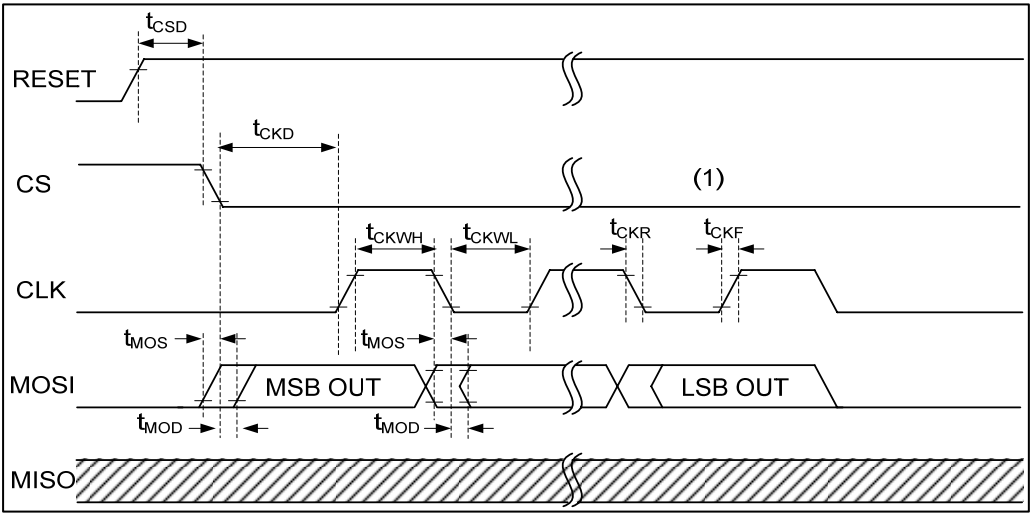 tCSD
RESET
tCKD
CS
(1)
tCKWH
tCKWL
tCKR
tCKF
CLK
tMOS
tMOS
MOSI
MSB OUT
LSB OUT
tMOD
tMOD
MISO